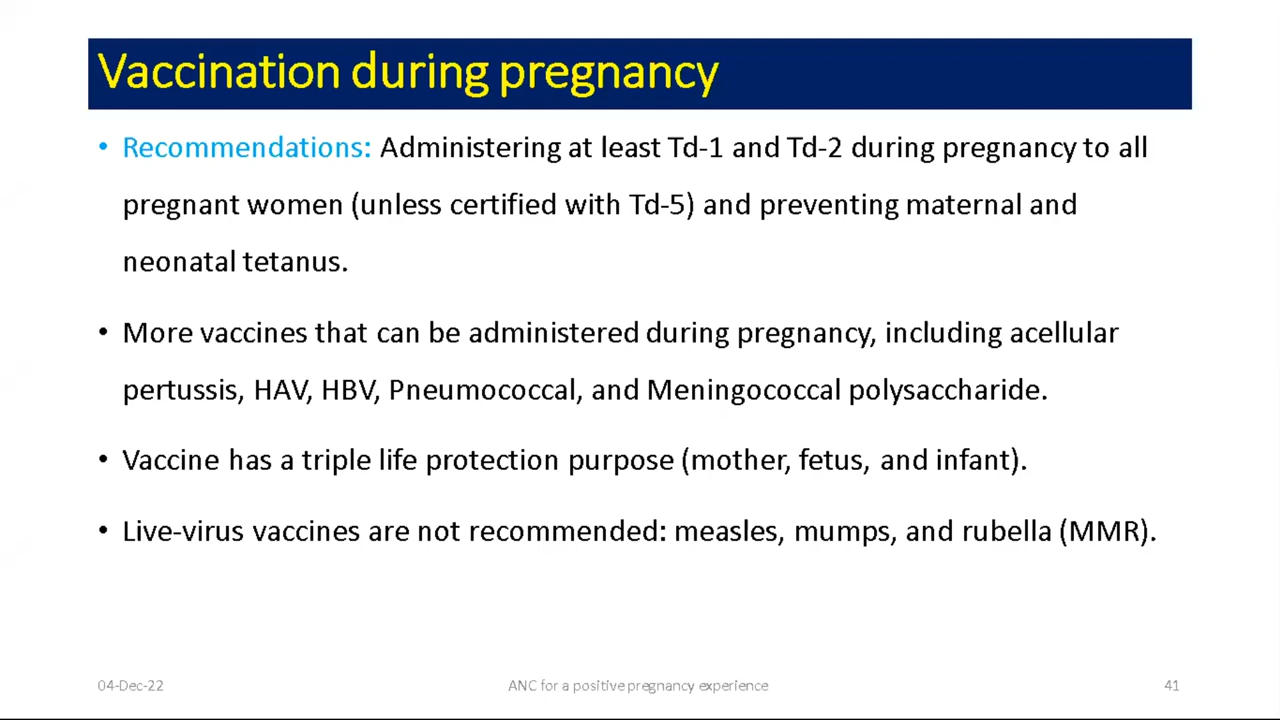 Vaccination during pregnancy
• Recommendations: Administering at least Td-1 and Td-2 during pregnancy to all
pregnant women (unless certified with Td-5) and preventing maternal and
neonatal tetanus.
• More vaccines that can be administered during pregnancy, including acellular
pertussis, HAV, HBV, Pneumococcal, and Meningococcal polysaccharide.
• Vaccine has a triple life protection purpose (mother, fetus, and infant).
• Live-virus vaccines are not recommended: measles, mumps, and rubella (MMR).
04-Dec-22 ANC for a positive pregnancy experience 41